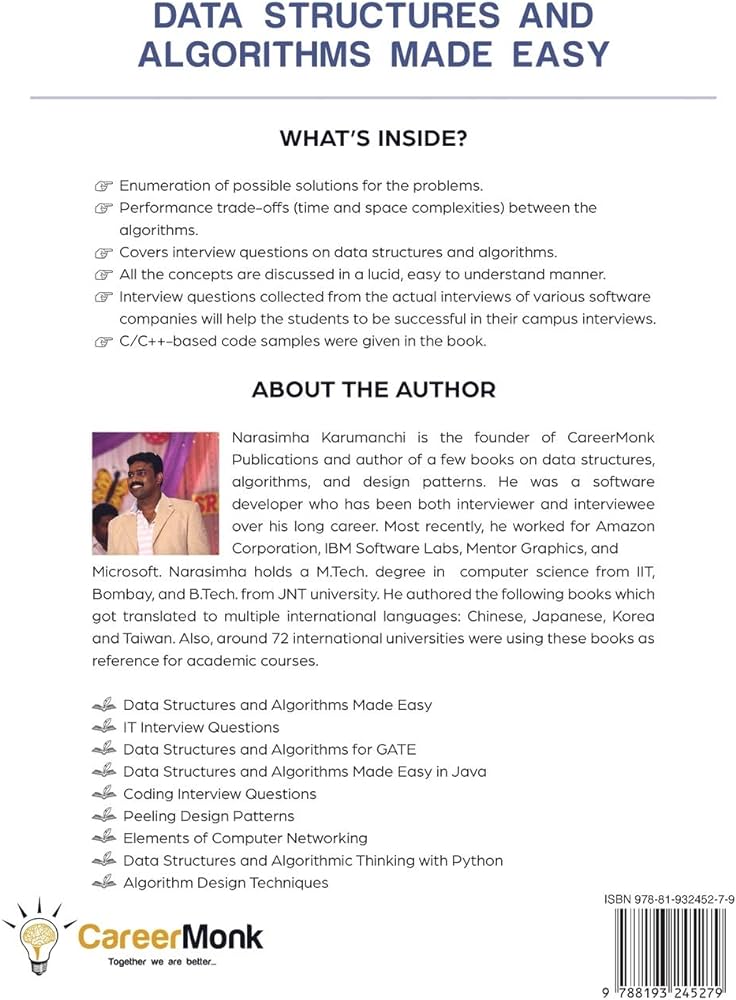 DATA STRUCTURES AND
ALGORITHMS MADE EASY
WHAT'S INSIDE?
Enumeration of possible solutions for the problems.
Performance trade-offs (time and space complexities) between the
algorithms.
Covers interview questions on data structures and algorithms.
All the concepts are discussed in a lucid, easy to understand manner.
Interview questions collected from the actual interviews of various software
companies will help the students to be successful in their campus interviews.
C/C++-based code samples were given in the book.
ABOUT THE AUTHOR
Narasimha Karumanchi is the founder of CareerMonk
Publications and author of a few books on data structures,
algorithms, and design patterns. He was a software
developer who has been both interviewer and interviewee
over his long career. Most recently, he worked for Amazon
Corporation, IBM Software Labs, Mentor Graphics, and
Microsoft. Narasimha holds a M.Tech. degree in computer science from IIT,
Bombay, and B.Tech. from JNT university. He authored the following books which
got translated to multiple international languages: Chinese, Japanese, Korea
and Taiwan. Also, around 72 international universities were using these books as
reference for academic courses.
Data Structures and Algorithms Made Easy
IT Interview Questions
Data Structures and Algorithms for GATE
Data Structures and Algorithms Made Easy in Java
Coding Interview Questions
Peeling Design Patterns
Elements of Computer Networking
Data Structures and Algorithmic Thinking with Python
Algorithm Design Techniques
CareerMonk
Together we are better...
ISBN 978-81-932452-7-9
9 788193 245279